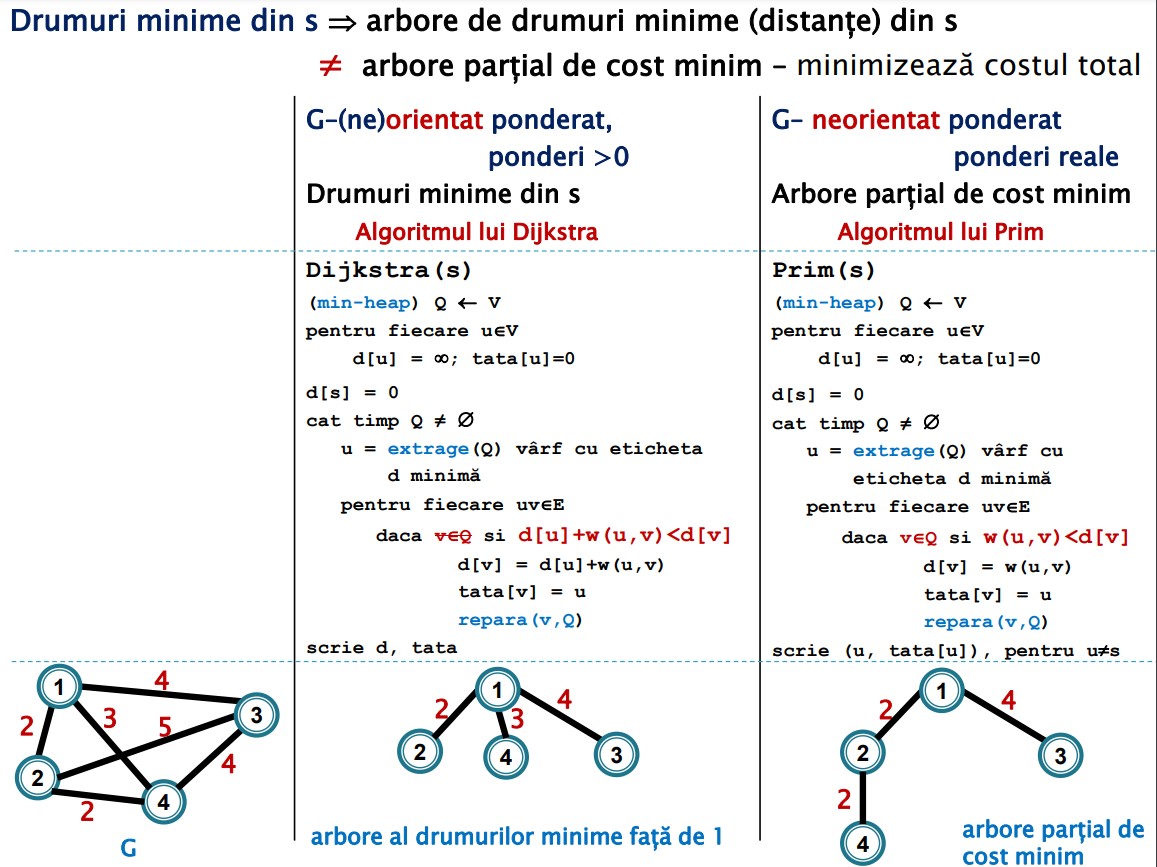 Drumuri minime din s ⇒ arbore de drumuri minime (distanțe) din s
≠ arbore parțial de cost minim – minimizează costul total
G-(ne)orientat ponderat,
ponderi >0
Drumuri minime din s
Algoritmul lui Dijkstra
Dijkstra(s)
(min-heap) Q ← V
pentru fiecare u∈V
d[u] = ∞; tata[u]=0
d[s] = 0
cat timp Q ≠ ∅
u = extrage(Q) vârf cu eticheta
d minimă
pentru fiecare uv∈E
daca v∈Q si d[u]+w(u,v)<d[v]
d[v] = d[u]+w(u,v)
tata[v] = u
repara(v,Q)
scrie d, tata
G- neorientat ponderat
ponderi reale
Arbore parțial de cost minim
Algoritmul lui Prim
Prim(s)
(min-heap) Q ← V
pentru fiecare u∈V
d[u] = ∞; tata[u]=0
d[s] = 0
cat timp Q ≠ ∅
u = extrage(Q) vârf cu
eticheta d minimă
pentru fiecare uv∈E
daca v∈Q si w(u,v)<d[v]
d[v] = w(u,v)
tata[v] = u
repara(v,Q)
scrie (u, tata[u]), pentru u≠s
1
4
3
2
3
5
2
4
2
4
G
1
2
3
4
2
4
3
arbore al drumurilor minime față de 1
1
2
4
2
3
2
4
arbore parțial de
cost minim